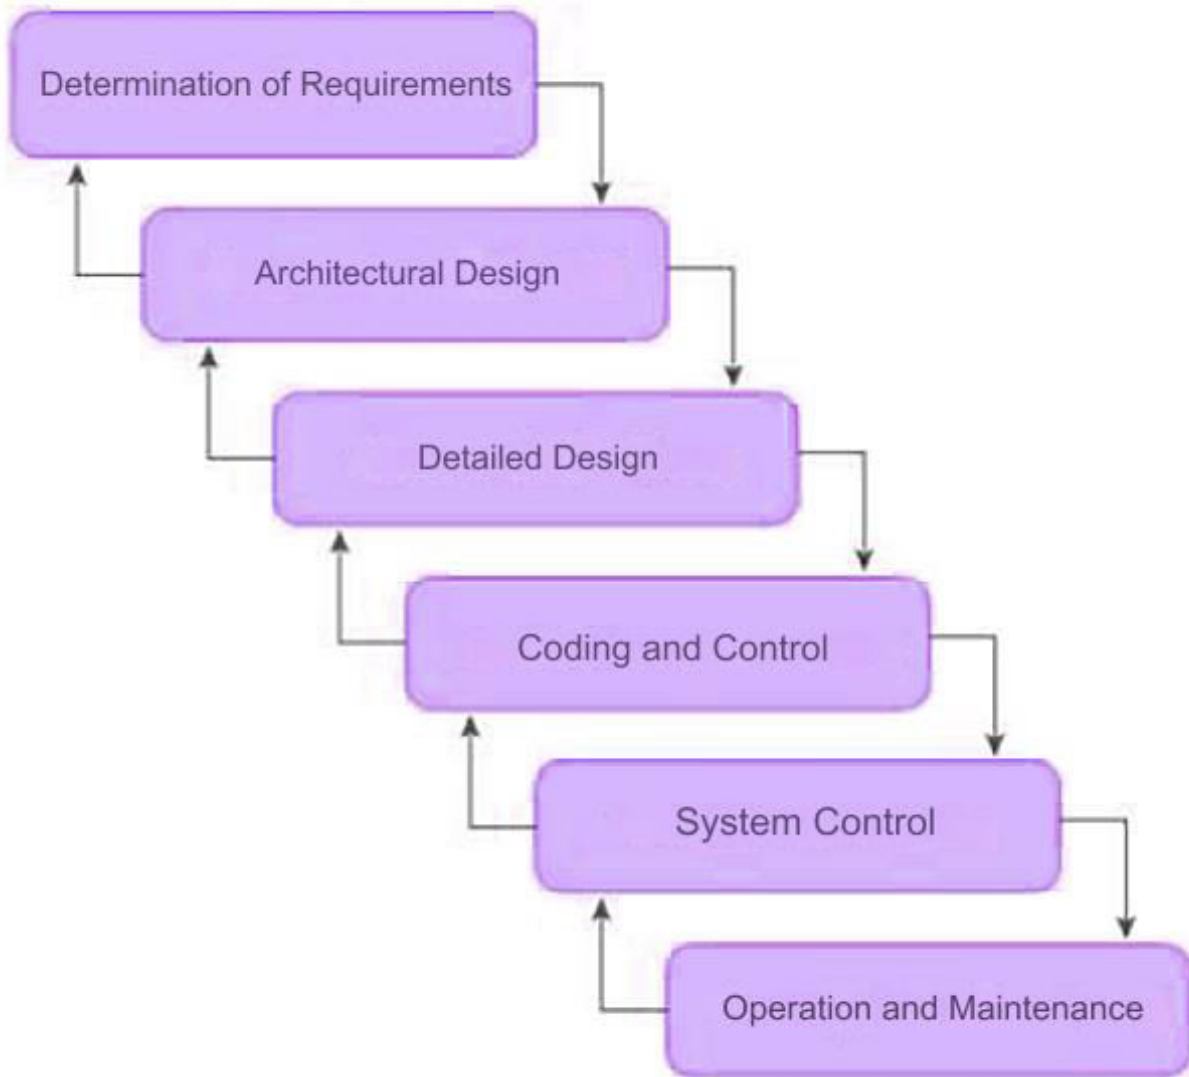 Determination of Requirements
Architectural Design
Detailed Design
Coding and Control
System Control
Operation and Maintenance